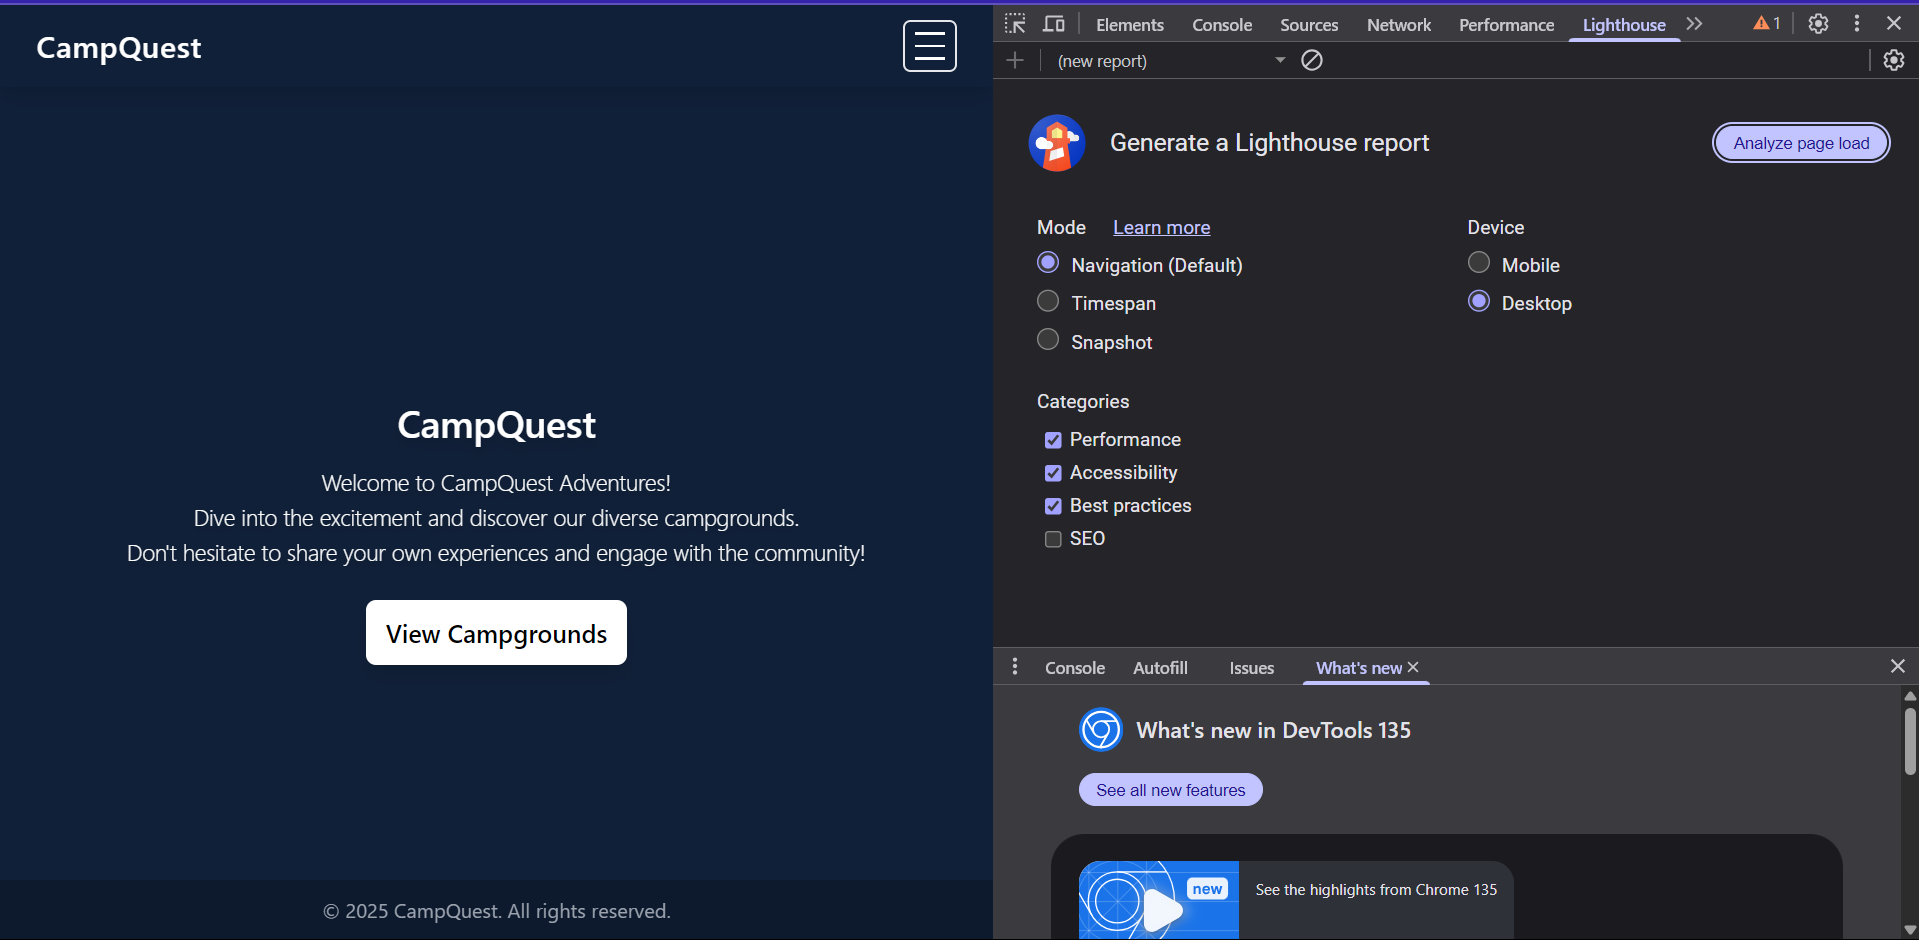 CampQuest
CampQuest
Welcome to CampQuest Adventures!
Dive into the excitement and discover our diverse campgrounds.
Don't hesitate to share your own experiences and engage with the community!
View Campgrounds
© 2025 CampQuest. All rights reserved.
Elements Console Sources Network Performance Lighthouse 1
(new report)
Generate a Lighthouse report
Analyze page load
Mode Learn more Device
Navigation (Default) Mobile
Timespan Desktop
Snapshot
Categories
Performance
Accessibility
Best practices
SEO
Console Autofill Issues What's new
What's new in DevTools 135
See all new features
new
See the highlights from Chrome 135